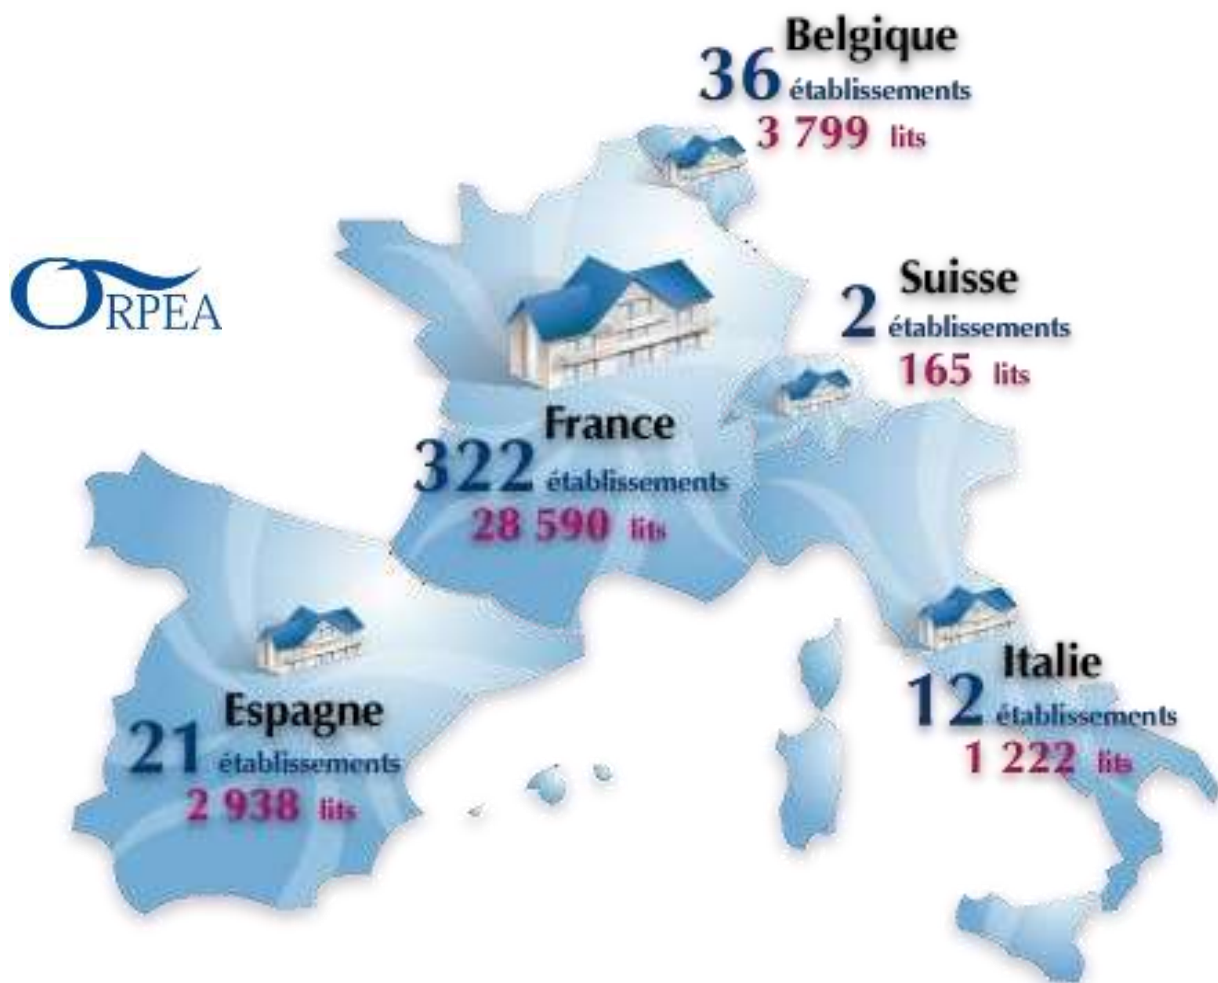 Belgique
36 établissements
3 799 lits
ORPEA
Suisse
2 établissements
165 lits
France
322 établissements
28 590 lits
Italie
12 établissements
1 222 lits
Espagne
21 établissements
2 938 lits